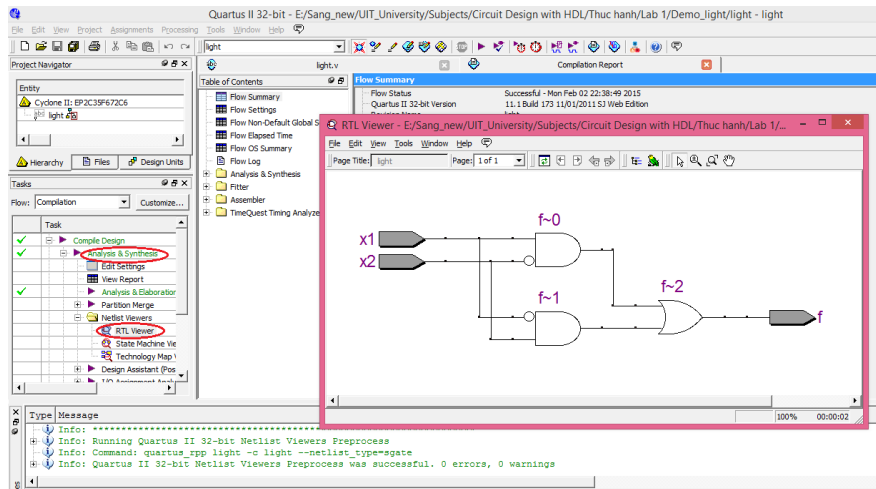 Quartus II 32-bit - E:/Sang_new/UIT_University/Subjects/Circuit Design with HDL/Thuc hanh/Lab 1/Demo_light/light - light
File Edit View Project Assignments Processing Tools Window Help
light
Project Navigator
Entity
Cyclone II: EP2C35F672C6
light
Hierarchy Files Design Units
Tasks
Flow: Compilation Customize...
Task
Compile Design
Analysis & Synthesis
Edit Settings
View Report
Analysis & Elaboration
Partition Merge
Netlist Viewers
RTL Viewer
State Machine Vie
Technology Map V
Design Assistant (Pos
light.v
Compilation Report
Table of Contents
Flow Summary
Flow Settings
Flow Non-Default Global S
Flow Elapsed Time
Flow OS Summary
Flow Log
Analysis & Synthesis
Fitter
Assembler
TimeQuest Timing Analyze
Flow Summary
Flow Status Successful - Mon Feb 02 22:38:49 2015
Quartus II 32-bit Version 11.1 Build 173 11/01/2011 SJ Web Edition
RTL Viewer - E:/Sang_new/UIT_University/Subjects/Circuit Design with HDL/Thuc hanh/Lab 1/...
File Edit View Tools Window Help
Page Title: light Page: 1 of 1
f~0
x1
x2
f~1
f~2
f
100% 00:00:02
Type Message
Info: ****
Info: Running Quartus II 32-bit Netlist Viewers Preprocess
Info: Command: quartus_rpp light -c light --netlist_type=sgate
Info: Quartus II 32-bit Netlist Viewers Preprocess was successful. 0 errors, 0 warnings